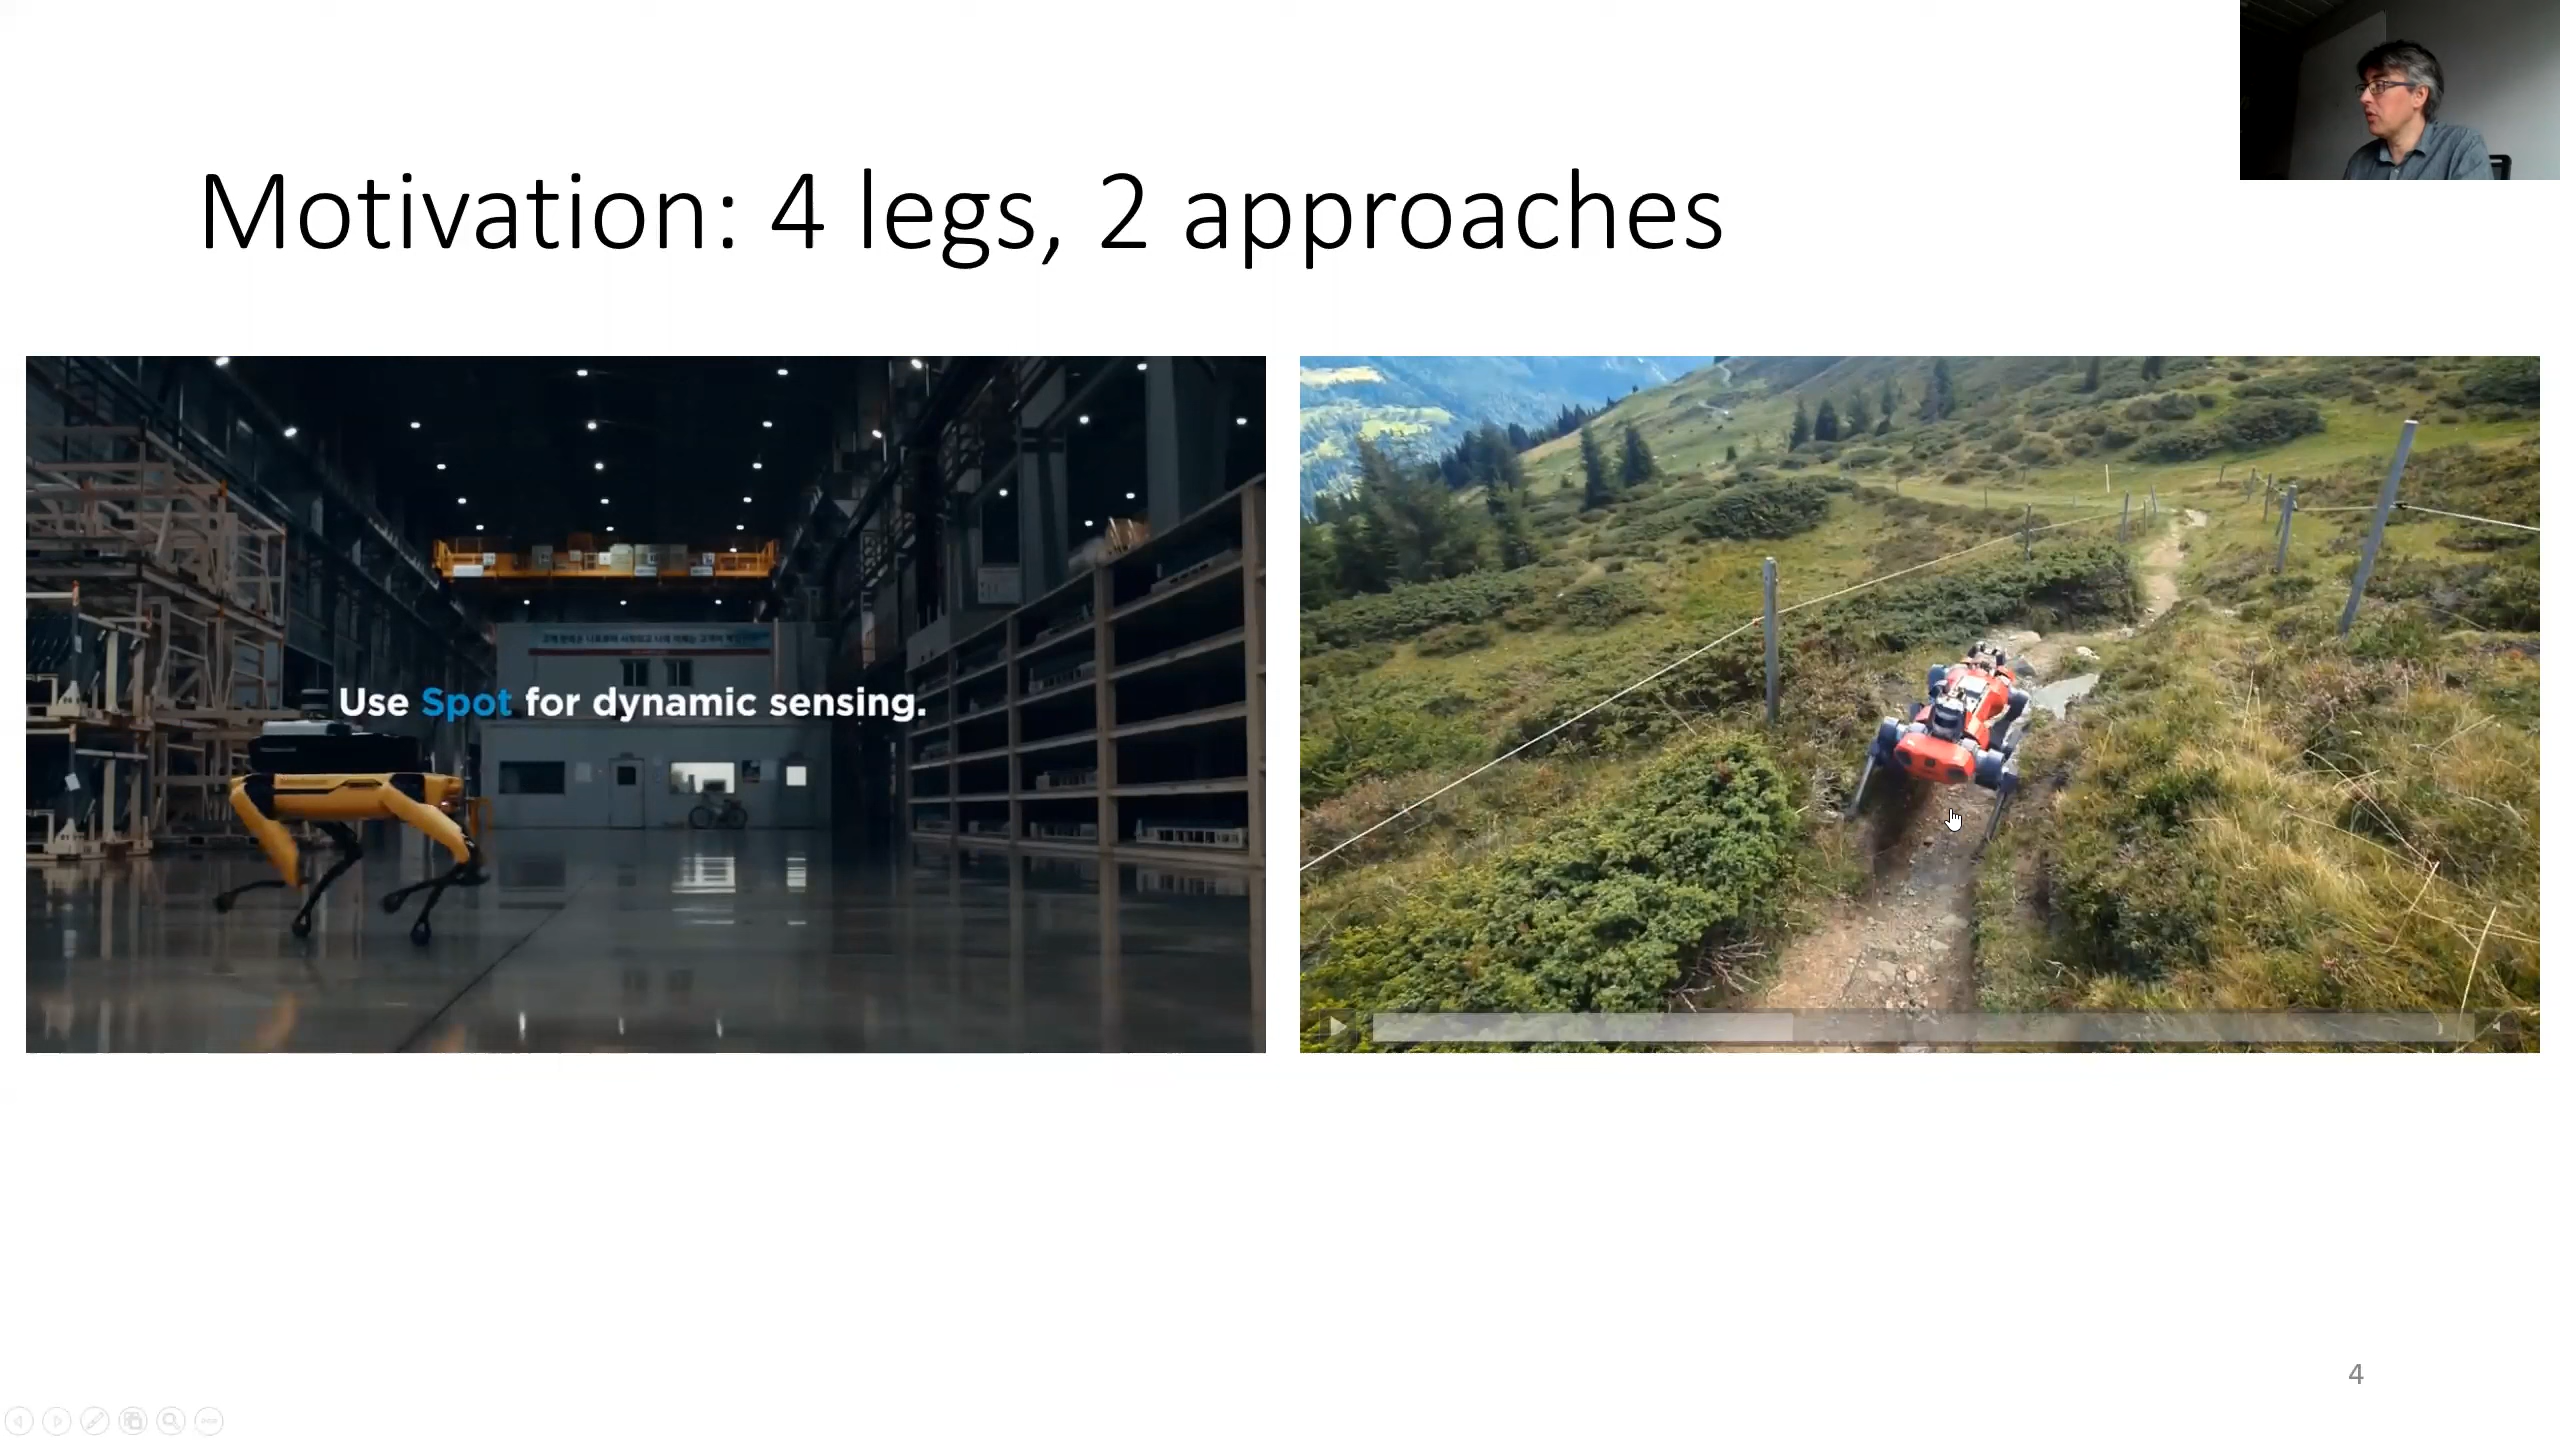 Motivation: 4 legs, 2 approaches
Use Spot for dynamic sensing.
4